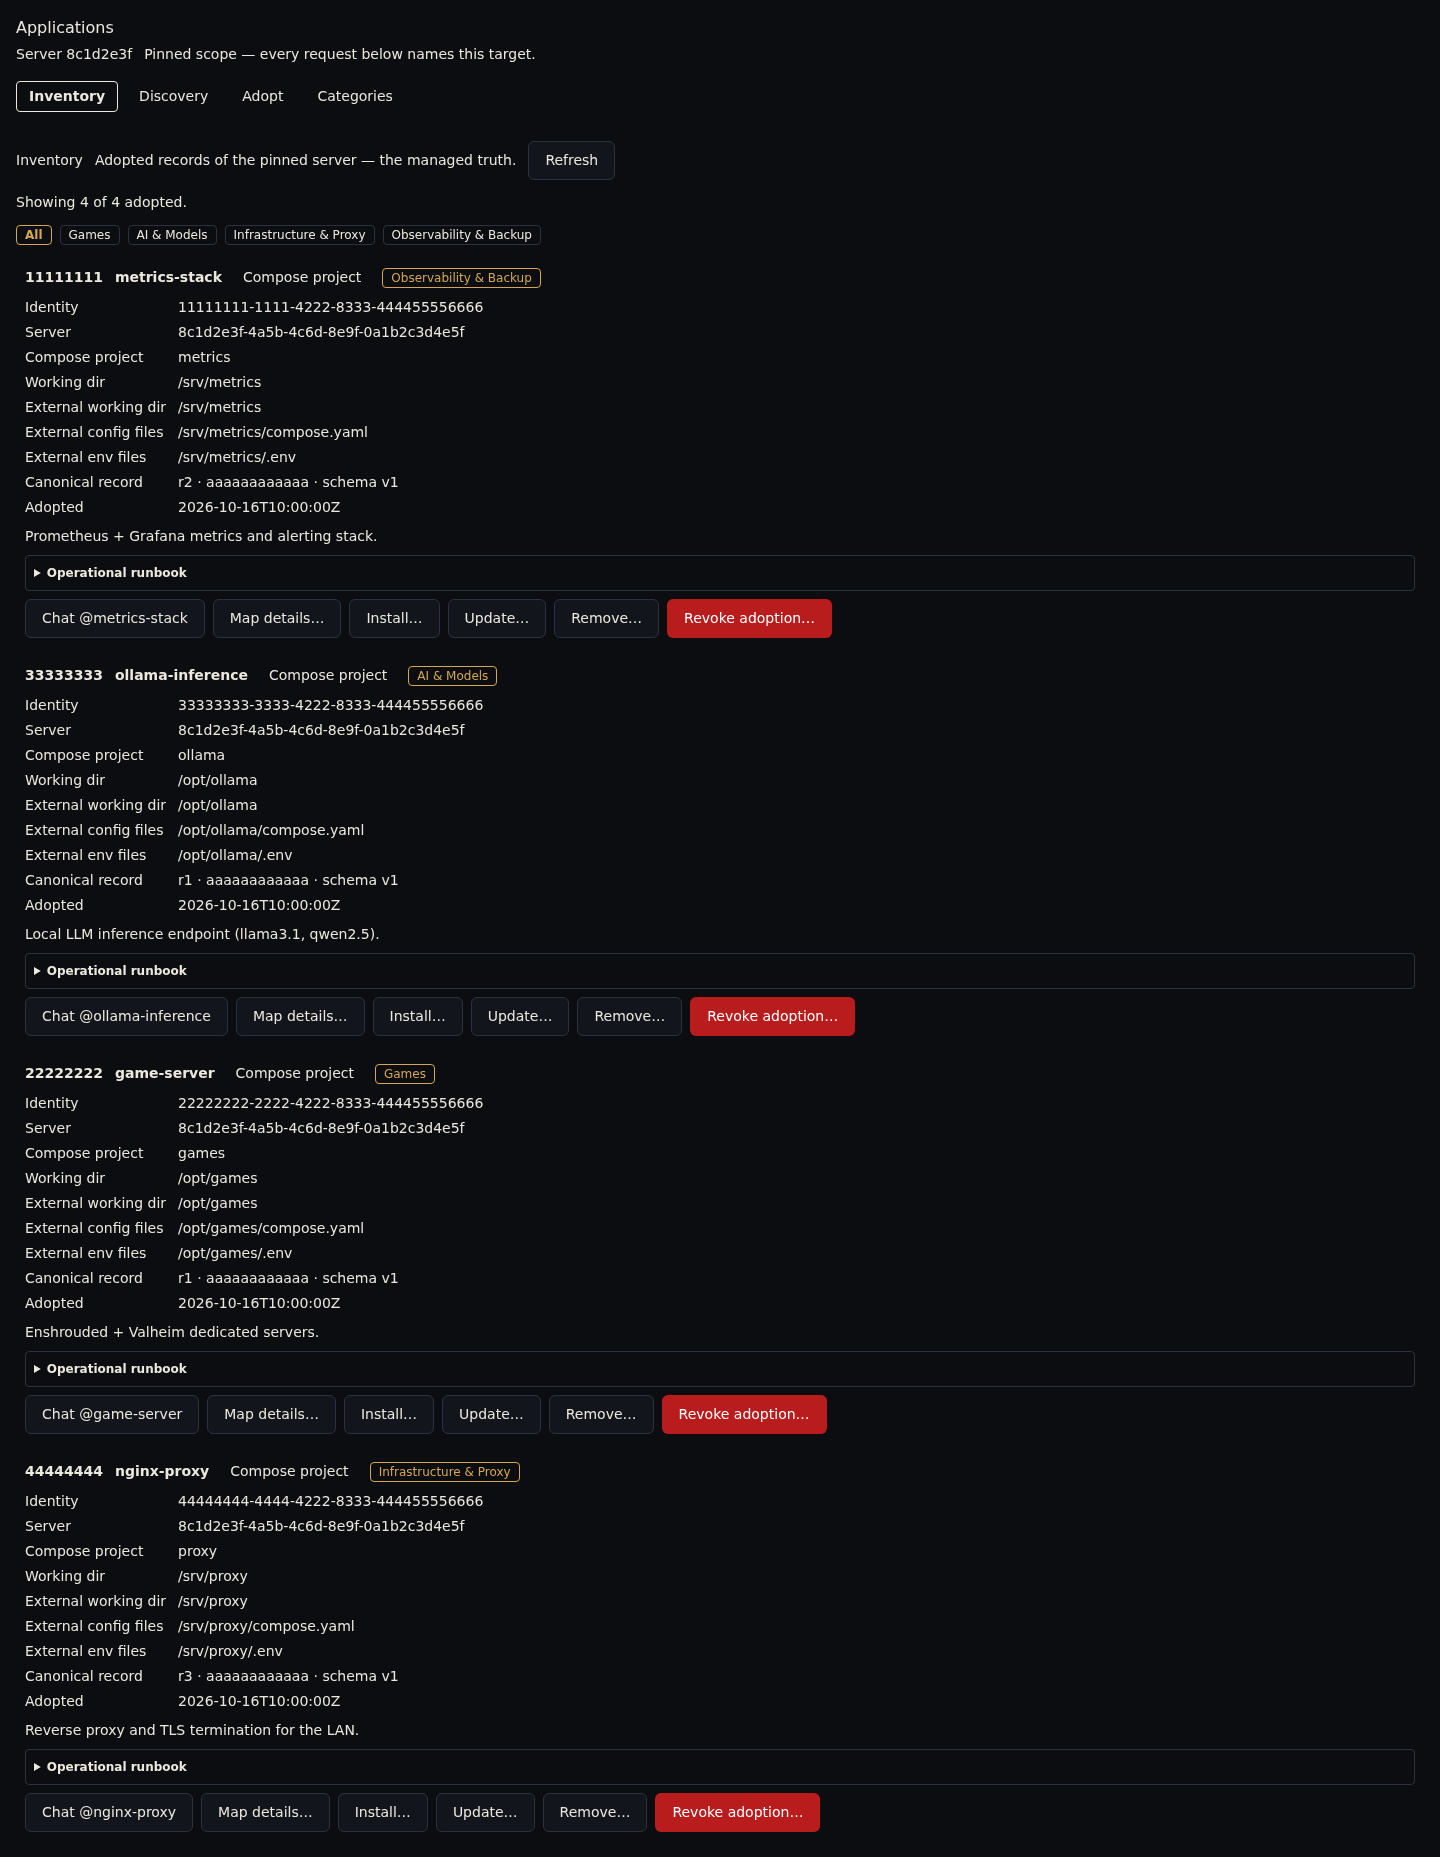 Applications
Server 8c1d2e3f Pinned scope — every request below names this target.
Inventory Discovery Adopt Categories
Inventory Adopted records of the pinned server — the managed truth. Refresh
Showing 4 of 4 adopted.
All Games AI & Models Infrastructure & Proxy Observability & Backup
11111111 metrics-stack Compose project Observability & Backup
Identity 11111111-1111-4222-8333-444455556666
Server 8c1d2e3f-4a5b-4c6d-8e9f-0a1b2c3d4e5f
Compose project metrics
Working dir /srv/metrics
External working dir /srv/metrics
External config files /srv/metrics/compose.yaml
External env files /srv/metrics/.env
Canonical record r2 · aaaaaaaaaaaa · schema v1
Adopted 2026-10-16T10:00:00Z
Prometheus + Grafana metrics and alerting stack.
▶ Operational runbook
Chat @metrics-stack Map details… Install… Update… Remove… Revoke adoption…
33333333 ollama-inference Compose project AI & Models
Identity 33333333-3333-4222-8333-444455556666
Server 8c1d2e3f-4a5b-4c6d-8e9f-0a1b2c3d4e5f
Compose project ollama
Working dir /opt/ollama
External working dir /opt/ollama
External config files /opt/ollama/compose.yaml
External env files /opt/ollama/.env
Canonical record r1 · aaaaaaaaaaaa · schema v1
Adopted 2026-10-16T10:00:00Z
Local LLM inference endpoint (llama3.1, qwen2.5).
▶ Operational runbook
Chat @ollama-inference Map details… Install… Update… Remove… Revoke adoption…
22222222 game-server Compose project Games
Identity 22222222-2222-4222-8333-444455556666
Server 8c1d2e3f-4a5b-4c6d-8e9f-0a1b2c3d4e5f
Compose project games
Working dir /opt/games
External working dir /opt/games
External config files /opt/games/compose.yaml
External env files /opt/games/.env
Canonical record r1 · aaaaaaaaaaaa · schema v1
Adopted 2026-10-16T10:00:00Z
Enshrouded + Valheim dedicated servers.
▶ Operational runbook
Chat @game-server Map details… Install… Update… Remove… Revoke adoption…
44444444 nginx-proxy Compose project Infrastructure & Proxy
Identity 44444444-4444-4222-8333-444455556666
Server 8c1d2e3f-4a5b-4c6d-8e9f-0a1b2c3d4e5f
Compose project proxy
Working dir /srv/proxy
External working dir /srv/proxy
External config files /srv/proxy/compose.yaml
External env files /srv/proxy/.env
Canonical record r3 · aaaaaaaaaaaa · schema v1
Adopted 2026-10-16T10:00:00Z
Reverse proxy and TLS termination for the LAN.
▶ Operational runbook
Chat @nginx-proxy Map details… Install… Update… Remove… Revoke adoption…